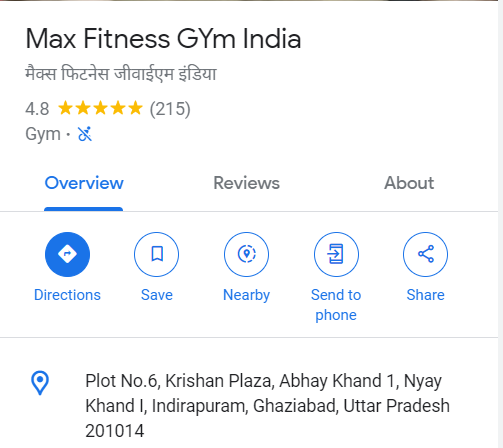 Max Fitness GYm India
मैक्स फिटनेस जीवाईएम इंडिया
4.8 ★★★★★ (215)
Gym ·
Overview Reviews About
Directions Save Nearby Send to phone Share
Plot No.6, Krishan Plaza, Abhay Khand 1, Nyay
Khand I, Indirapuram, Ghaziabad, Uttar Pradesh
201014